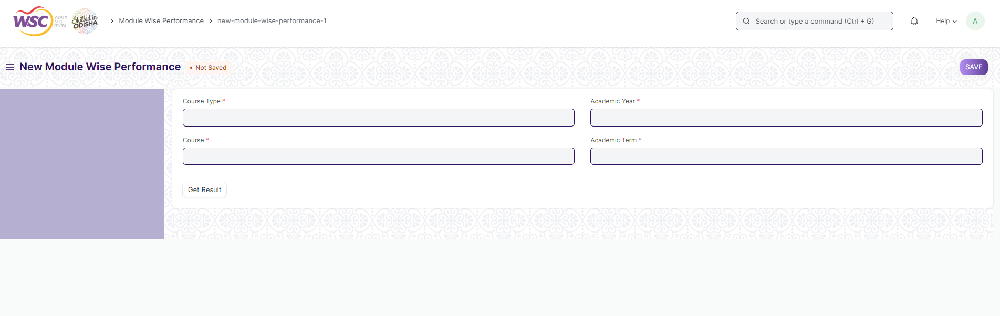 WSC WORLD SKILL CENTER
Skilled in ODISHA
> Module Wise Performance > new-module-wise-performance-1
Search or type a command (Ctrl + G)
Help
A
New Module Wise Performance
• Not Saved
SAVE
Course Type *
Academic Year *
Course *
Academic Term *
Get Result